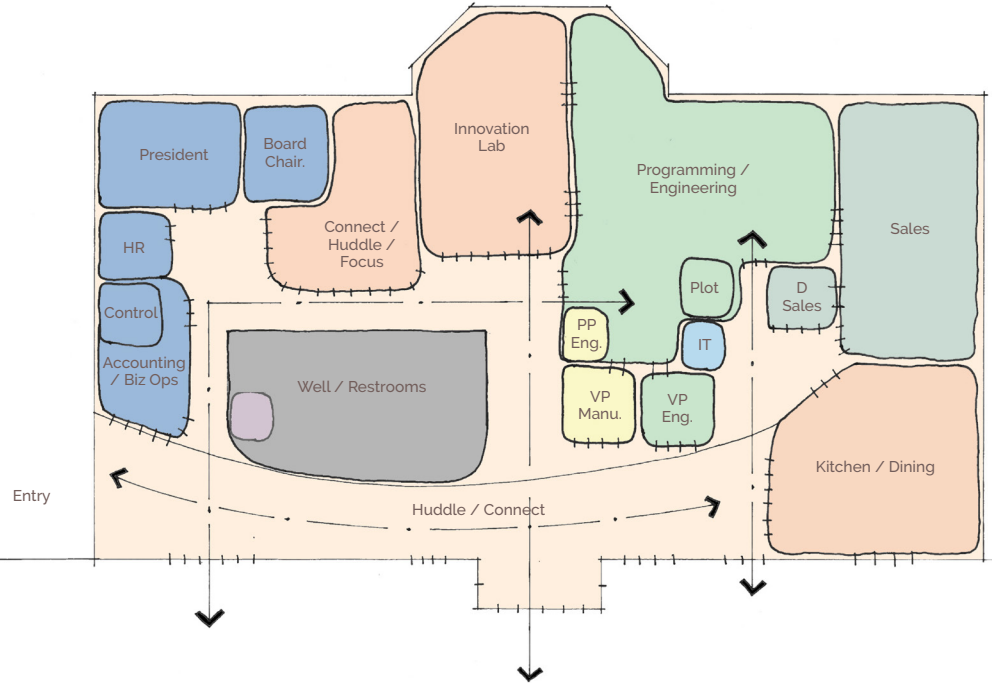 President
Board
Chair.
Innovation
Lab
Programming /
Engineering
Connect /
Huddle /
Focus
Sales
HR
Control
Accounting
/ Biz Ops
Plot
D
Sales
PP
Eng.
IT
Well / Restrooms
VP
Manu.
VP
Eng.
Kitchen / Dining
Entry
Huddle / Connect